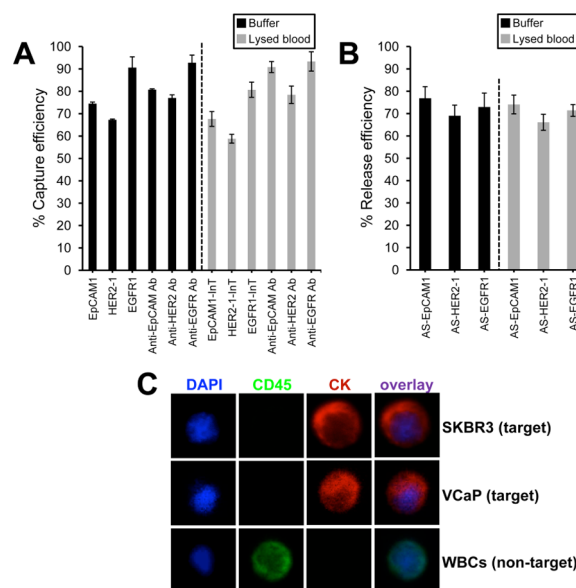 A
Buffer
Lysed blood
% Capture efficiency
100
90
80
70
60
50
40
30
20
10
0
EpCAM1
HER2-1
EGFR1
Anti-EpCAM Ab
Anti-HER2 Ab
Anti-EGFR Ab
EpCAM1-InT
HER2-1-InT
EGFR1-InT
Anti-EpCAM Ab
Anti-HER2 Ab
Anti-EGFR Ab
B
Buffer
Lysed blood
% Release efficiency
100
90
80
70
60
50
40
30
20
10
0
AS-EpCAM1
AS-HER2-1
AS-EGFR1
AS-EpCAM1
AS-HER2-1
AS-EGFR1
C
DAPI CD45 CK overlay
SKBR3 (target)
VCaP (target)
WBCs (non-target)